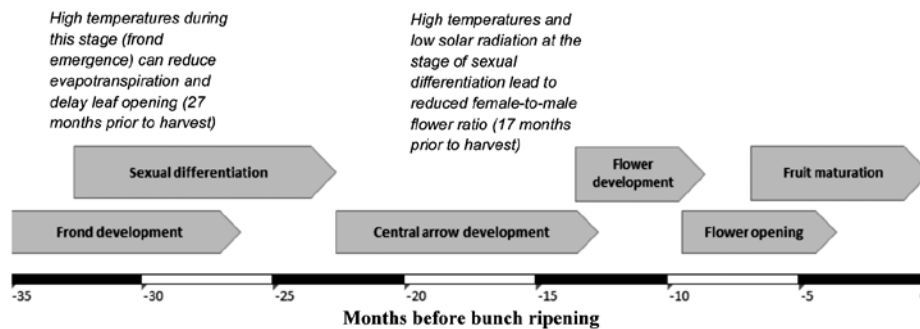 High temperatures during
this stage (frond
emergence) can reduce
evapotranspiration and
delay leaf opening (27
months prior to harvest)
High temperatures and
low solar radiation at the
stage of sexual
differentiation lead to
reduced female-to-male
flower ratio (17 months
prior to harvest)
Sexual differentiation
Flower
development
Fruit maturation
Frond development
Central arrow development
Flower opening
-35 -30 -25 -20 -15 -10 -5
Months before bunch ripening